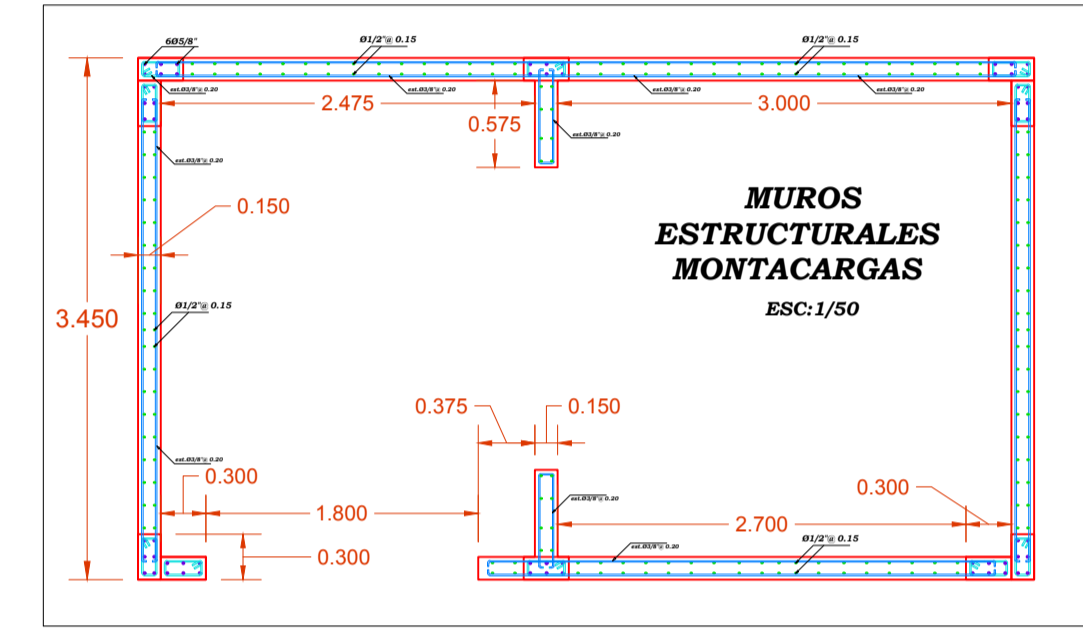 6Ø5/8"
Ø1/2"@ 0.15
Ø1/2"@ 0.15
est.Ø3/8"@ 0.20
est.Ø3/8"@ 0.20
est.Ø3/8"@ 0.20
est.Ø3/8"@ 0.20
2.475
3.000
0.575
est.Ø3/8"@ 0.20
est.Ø3/8"@ 0.20
0.150
MUROS
ESTRUCTURALES
MONTACARGAS
ESC:1/50
Ø1/2"@ 0.15
3.450
0.375
0.150
est.Ø3/8"@ 0.20
0.300
0.300
est.Ø3/8"@ 0.20
1.800
2.700
0.300
est.Ø3/8"@ 0.20
Ø1/2"@ 0.15